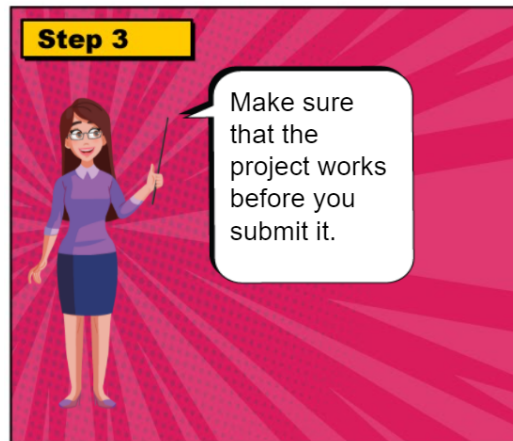 Step 3
Make sure
that the
project works
before you
submit it.